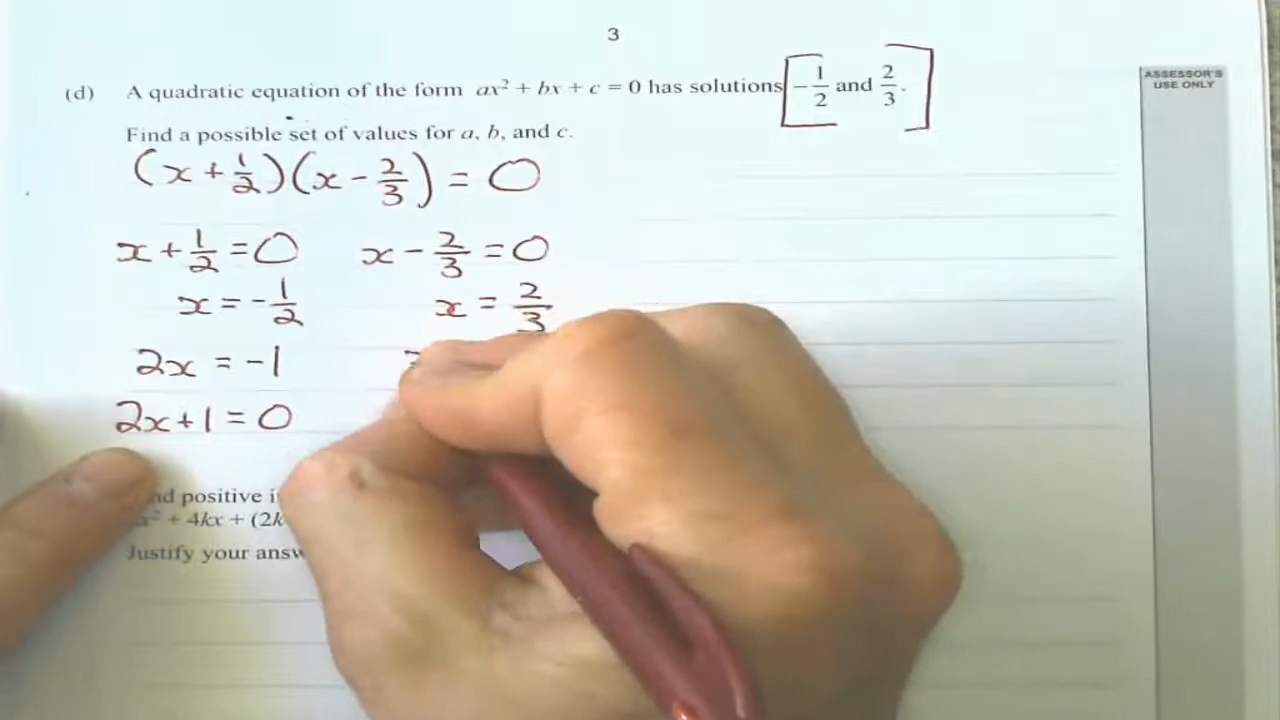 3
ASSESSOR'S
USE ONLY
(d) A quadratic equation of the form ax² + bx + c = 0 has solutions -1/2 and 2/3.
Find a possible set of values for a, b, and c.
(x + 1/2)(x - 2/3) = 0
x + 1/2 = 0 x - 2/3 = 0
x = -1/2 x = 2/3
2x = -1
2x + 1 = 0
positive
+ 4kx + (2k
Justify your